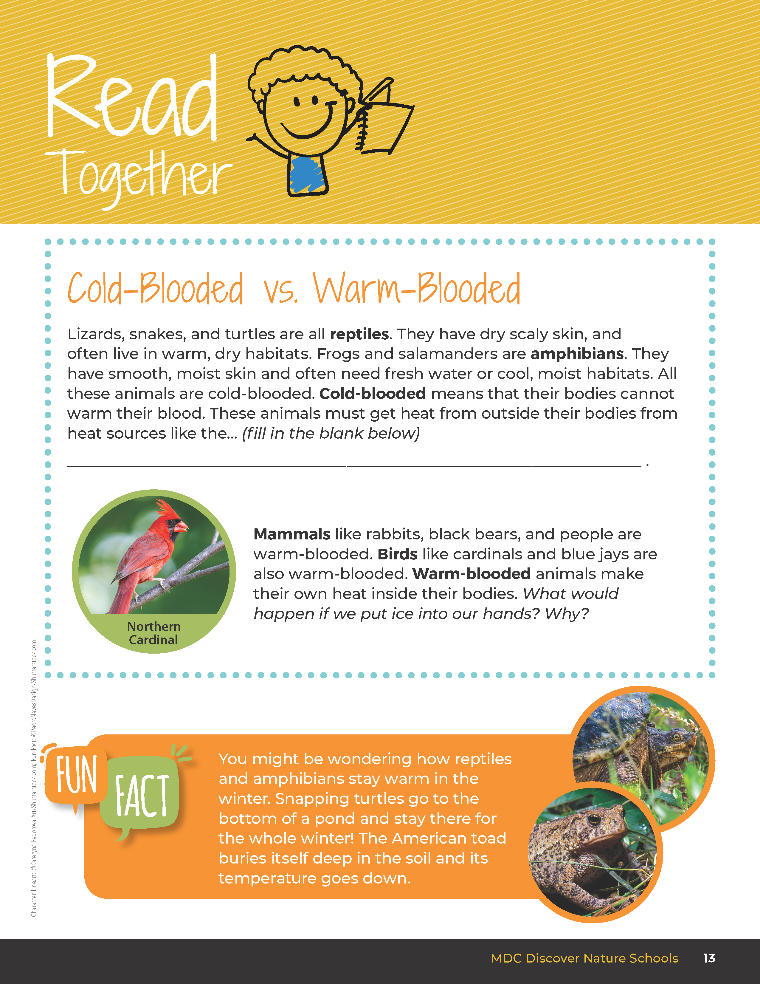 Read
Together
Cold-Blooded vs. Warm-Blooded
Lizards, snakes, and turtles are all reptiles. They have dry scaly skin, and
often live in warm, dry habitats. Frogs and salamanders are amphibians. They
have smooth, moist skin and often need fresh water or cool, moist habitats. All
these animals are cold-blooded. Cold-blooded means that their bodies cannot
warm their blood. These animals must get heat from outside their bodies from
heat sources like the... (fill in the blank below)
.
Mammals like rabbits, black bears, and people are
warm-blooded. Birds like cardinals and blue jays are
also warm-blooded. Warm-blooded animals make
their own heat inside their bodies. What would
happen if we put ice into our hands? Why?
Northern
Cardinal
FUN
FACT
You might be wondering how reptiles
and amphibians stay warm in the
winter. Snapping turtles go to the
bottom of a pond and stay there for
the whole winter! The American toad
buries itself deep in the soil and its
temperature goes down.
MDC Discover Nature Schools 13